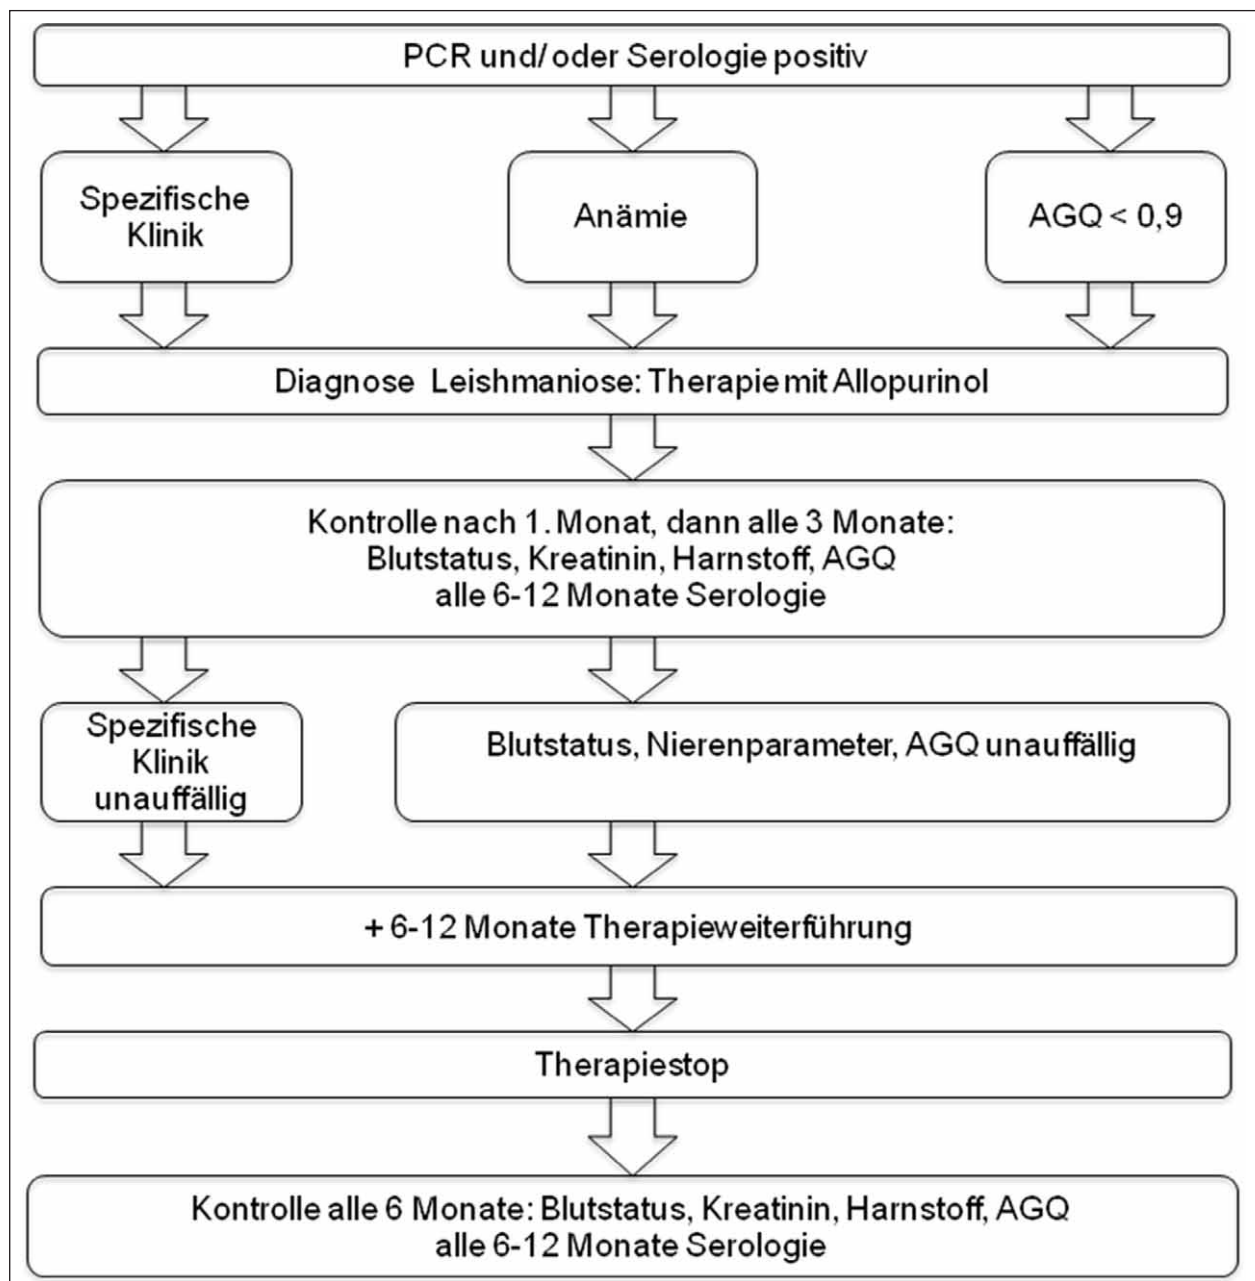 PCR und/oder Serologie positiv
Spezifische
Klinik
Anämie
AGQ < 0,9
Diagnose Leishmaniose: Therapie mit Allopurinol
Kontrolle nach 1. Monat, dann alle 3 Monate:
Blutstatus, Kreatinin, Harnstoff, AGQ
alle 6-12 Monate Serologie
Spezifische
Klinik
unauffällig
Blutstatus, Nierenparameter, AGQ unauffällig
+ 6-12 Monate Therapieweiterführung
Therapiestop
Kontrolle alle 6 Monate: Blutstatus, Kreatinin, Harnstoff, AGQ
alle 6-12 Monate Serologie